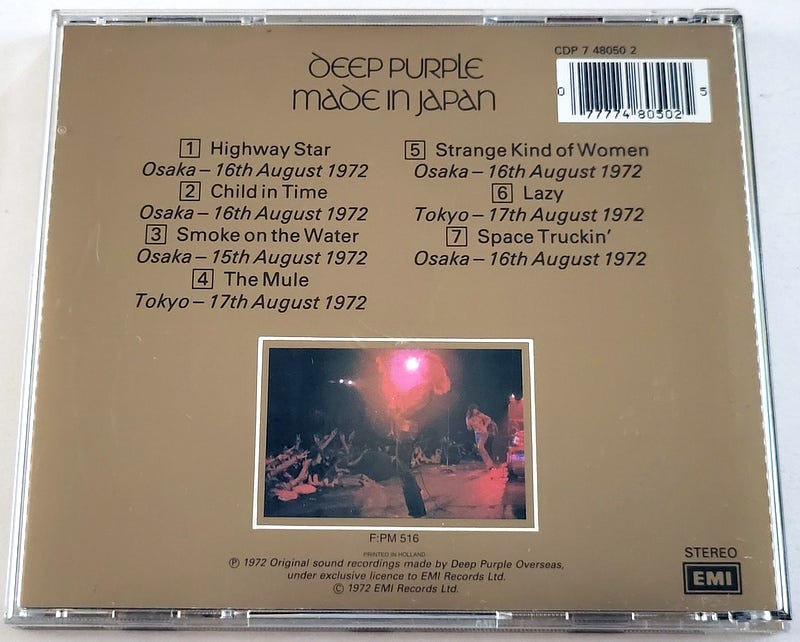 DEEP PURPLE
MADE IN JAPAN
CDP 7 48050 2
0 77774 80502 5
1 Highway Star
Osaka – 16th August 1972
2 Child in Time
Osaka – 16th August 1972
3 Smoke on the Water
Osaka – 15th August 1972
4 The Mule
Tokyo – 17th August 1972
5 Strange Kind of Women
Osaka – 16th August 1972
6 Lazy
Tokyo – 17th August 1972
7 Space Truckin'
Osaka – 16th August 1972
F:PM 516
PRINTED IN HOLLAND
℗ 1972 Original sound recordings made by Deep Purple Overseas,
under exclusive licence to EMI Records Ltd.
© 1972 EMI Records Ltd.
STEREO
EMI